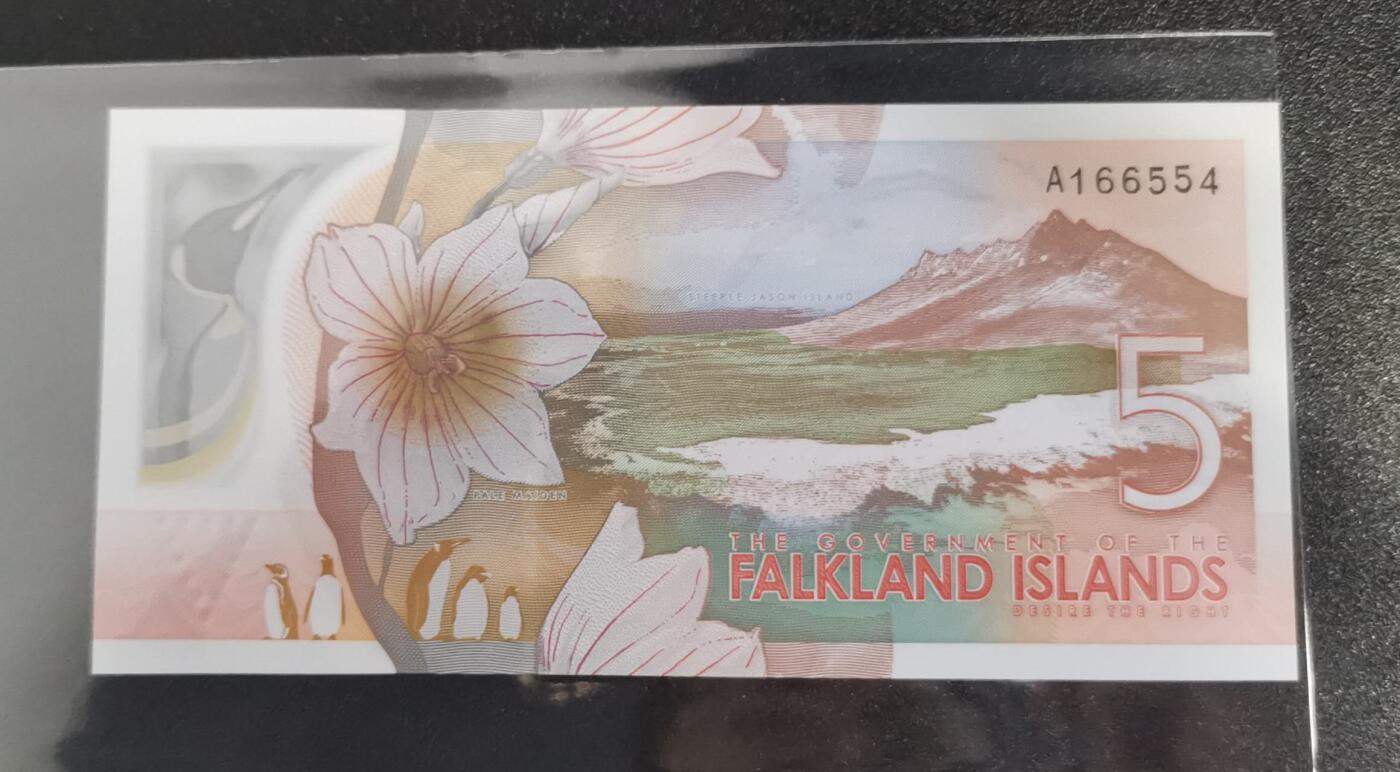 A166554
STEEPLE JASON ISLAND
5
PALE MAIDEN
THE GOVERNMENT OF THE
FALKLAND ISLANDS
DESIRE THE RIGHT